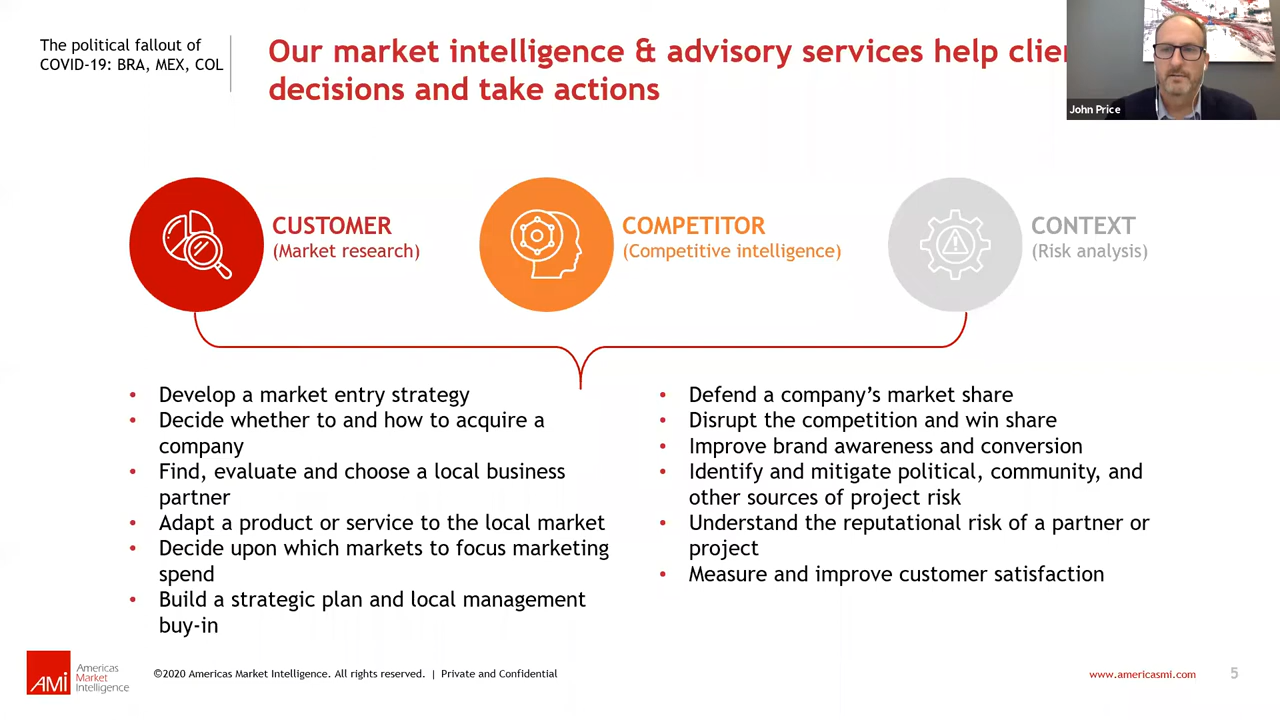 The political fallout of
COVID-19: BRA, MEX, COL
Our market intelligence & advisory services help
decisions and take actions
John Price
CUSTOMER
(Market research)
COMPETITOR
(Competitive intelligence)
CONTEXT
(Risk analysis)
• Develop a market entry strategy
• Decide whether to and how to acquire a
company
• Find, evaluate and choose a local business
partner
• Adapt a product or service to the local market
• Decide upon which markets to focus marketing
spend
• Build a strategic plan and local management
buy-in
• Defend a company’s market share
• Disrupt the competition and win share
• Improve brand awareness and conversion
• Identify and mitigate political, community, and
other sources of project risk
• Understand the reputational risk of a partner or
project
• Measure and improve customer satisfaction
AMI
Americas
Market
Intelligence
©2020 Americas Market Intelligence. All rights reserved. | Private and Confidential
www.americasmi.com
5